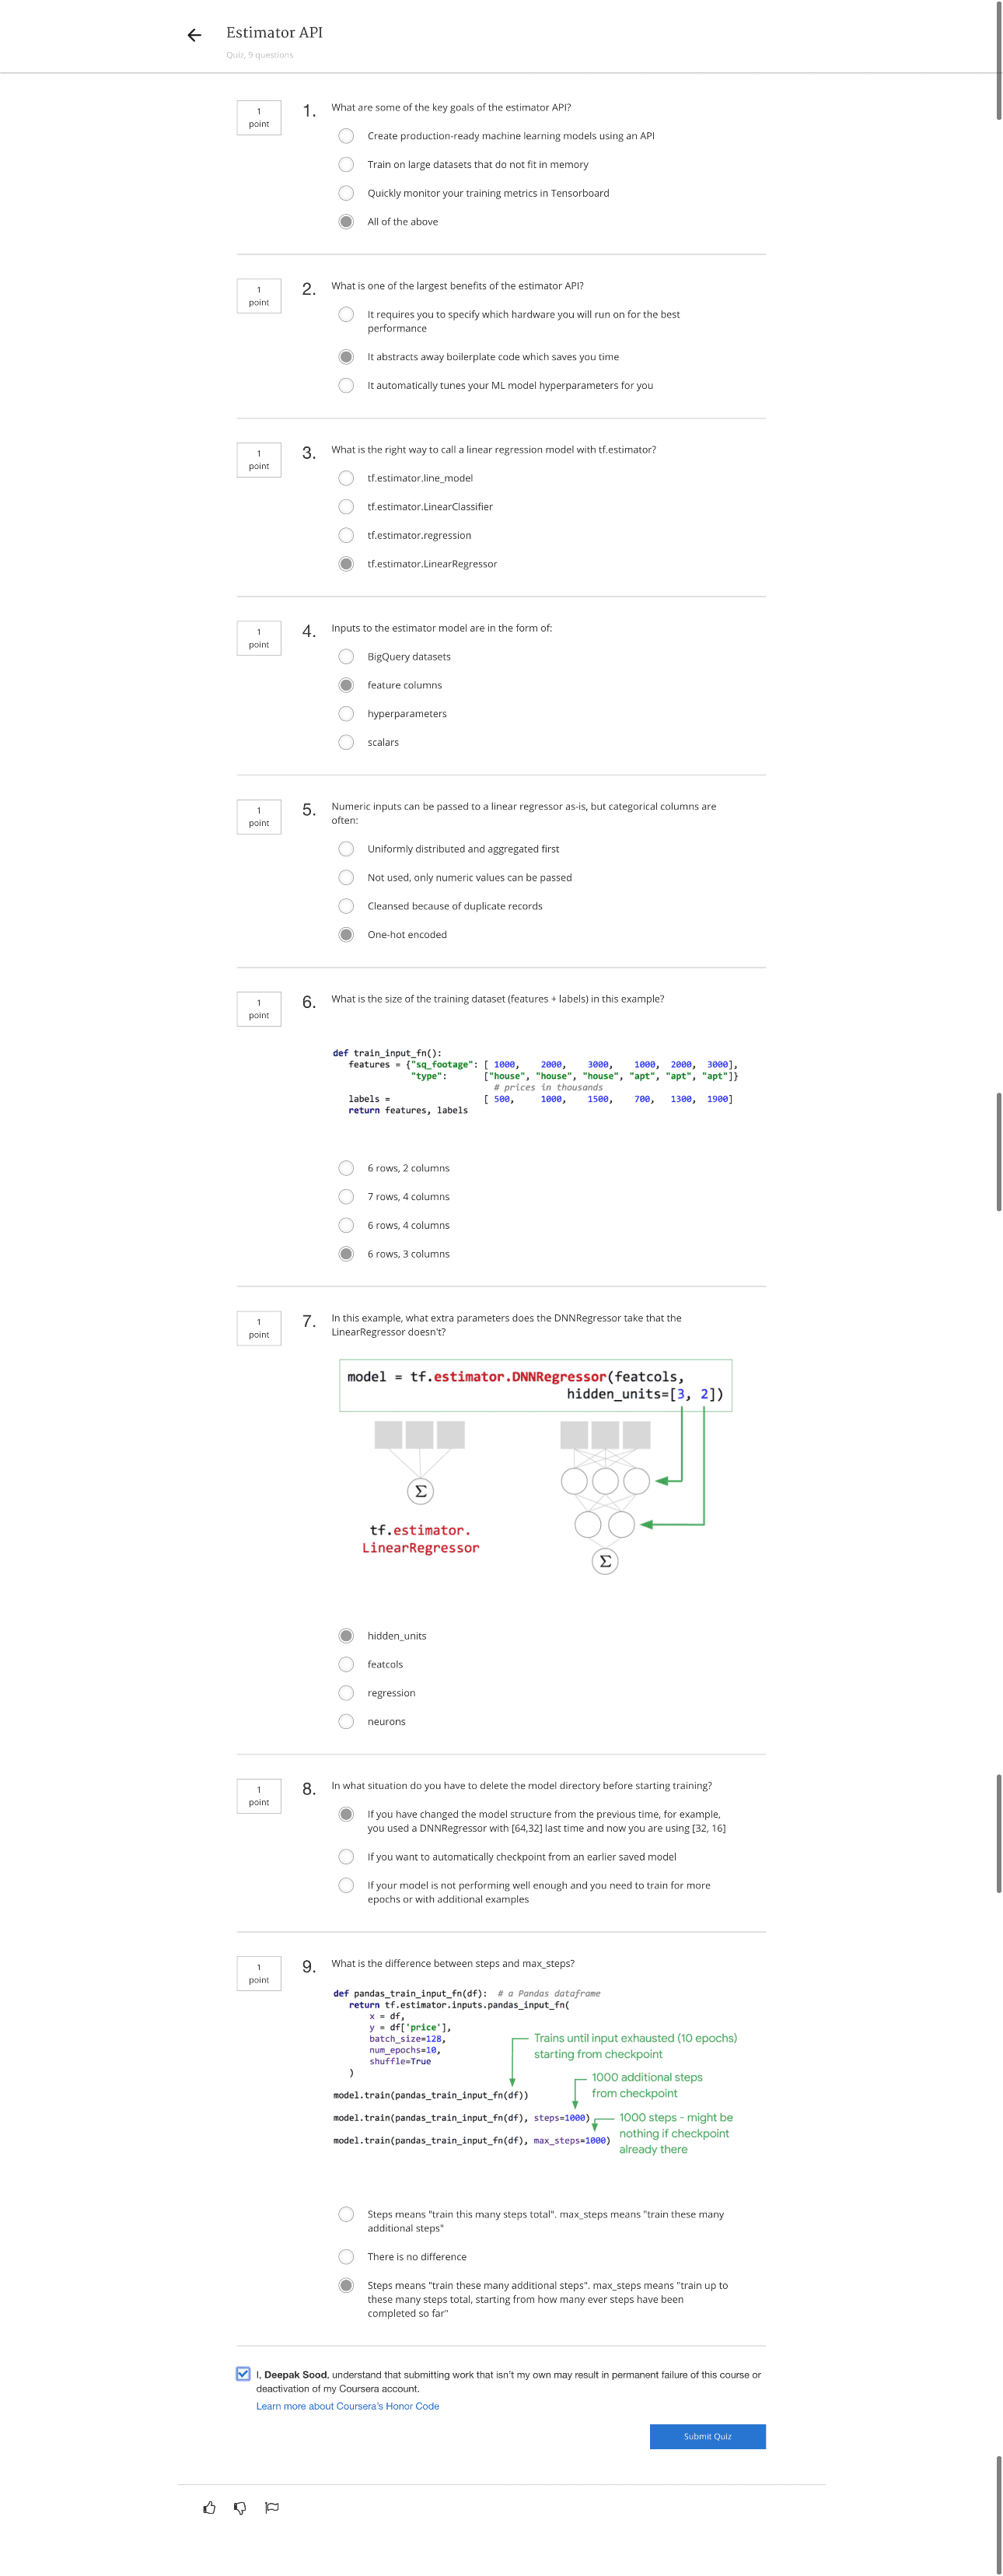 Estimator API
Quiz, 9 questions
1
point
1.
What are some of the key goals of the estimator API?
Create production-ready machine learning models using an API
Train on large datasets that do not fit in memory
Quickly monitor your training metrics in Tensorboard
All of the above
1
point
2.
What is one of the largest benefits of the estimator API?
It requires you to specify which hardware you will run on for the best
performance
It abstracts away boilerplate code which saves you time
It automatically tunes your ML model hyperparameters for you
1
point
3.
What is the right way to call a linear regression model with tf.estimator?
tf.estimator.line_model
tf.estimator.LinearClassifier
tf.estimator.regression
tf.estimator.LinearRegressor
1
point
4.
Inputs to the estimator model are in the form of:
BigQuery datasets
feature columns
hyperparameters
scalars
1
point
5.
Numeric inputs can be passed to a linear regressor as-is, but categorical columns are
often:
Uniformly distributed and aggregated first
Not used, only numeric values can be passed
Cleansed because of duplicate records
One-hot encoded
1
point
6.
What is the size of the training dataset (features + labels) in this example?
def train_input_fn():
features = {"sq_footage": [ 1000, 2000, 3000, 1000, 2000, 3000],
"type": ["house", "house", "house", "apt", "apt", "apt"]}
# prices in thousands
labels = [ 500, 1000, 1500, 700, 1300, 1900]
return features, labels
6 rows, 2 columns
7 rows, 4 columns
6 rows, 4 columns
6 rows, 3 columns
1
point
7.
In this example, what extra parameters does the DNNRegressor take that the
LinearRegressor doesn't?
model = tf.estimator.DNNRegressor(featcols,
hidden_units=[3, 2])
Σ
tf.estimator.
LinearRegressor
Σ
hidden_units
featcols
regression
neurons
1
point
8.
In what situation do you have to delete the model directory before starting training?
If you have changed the model structure from the previous time, for example,
you used a DNNRegressor with [64,32] last time and now you are using [32, 16]
If you want to automatically checkpoint from an earlier saved model
If your model is not performing well enough and you need to train for more
epochs or with additional examples
1
point
9.
What is the difference between steps and max_steps?
def pandas_train_input_fn(df): # a Pandas dataframe
return tf.estimator.inputs.pandas_input_fn(
x = df,
y = df['price'],
batch_size=128,
num_epochs=10,
shuffle=True
)
Trains until input exhausted (10 epochs)
starting from checkpoint
model.train(pandas_train_input_fn(df))
1000 additional steps
from checkpoint
model.train(pandas_train_input_fn(df), steps=1000)
1000 steps - might be
nothing if checkpoint
already there
model.train(pandas_train_input_fn(df), max_steps=1000)
Steps means "train this many steps total". max_steps means "train these many
additional steps"
There is no difference
Steps means "train these many additional steps". max_steps means "train up to
these many steps total, starting from how many ever steps have been
completed so far"
I, Deepak Sood, understand that submitting work that isn't my own may result in permanent failure of this course or
deactivation of my Coursera account.
Learn more about Coursera's Honor Code
Submit Quiz